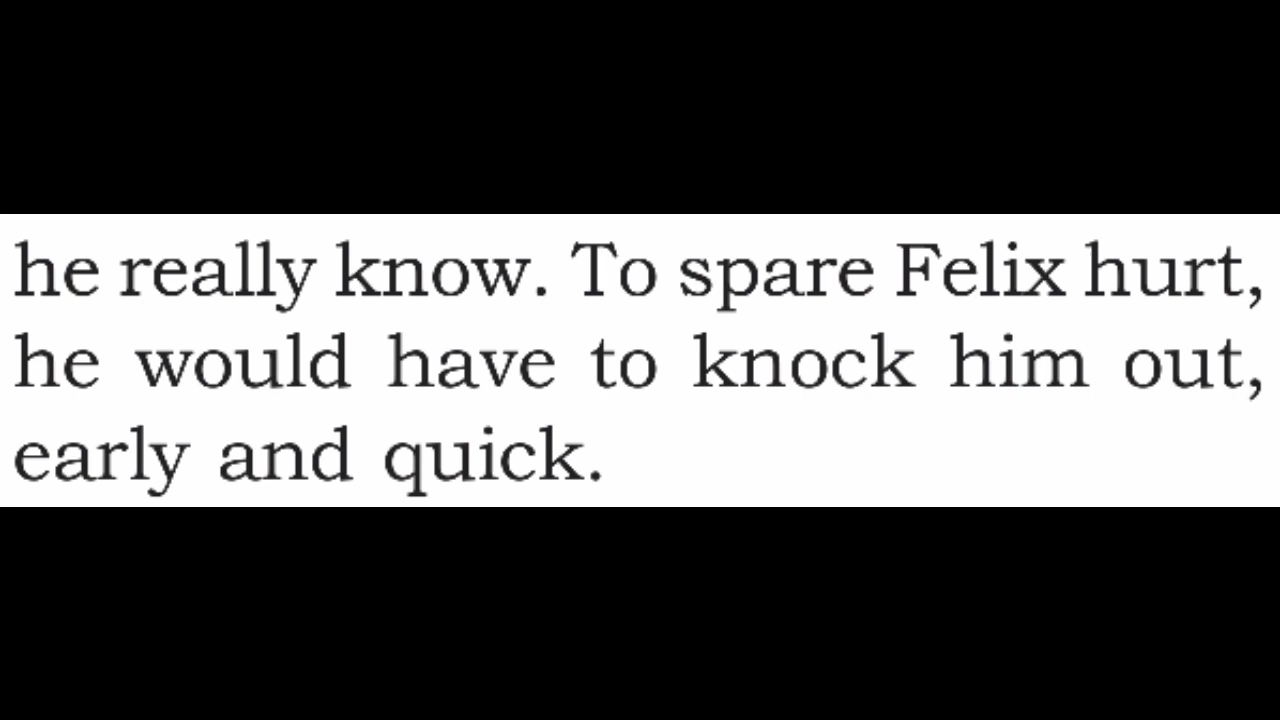 he really know. To spare Felix hurt,
he would have to knock him out,
early and quick.